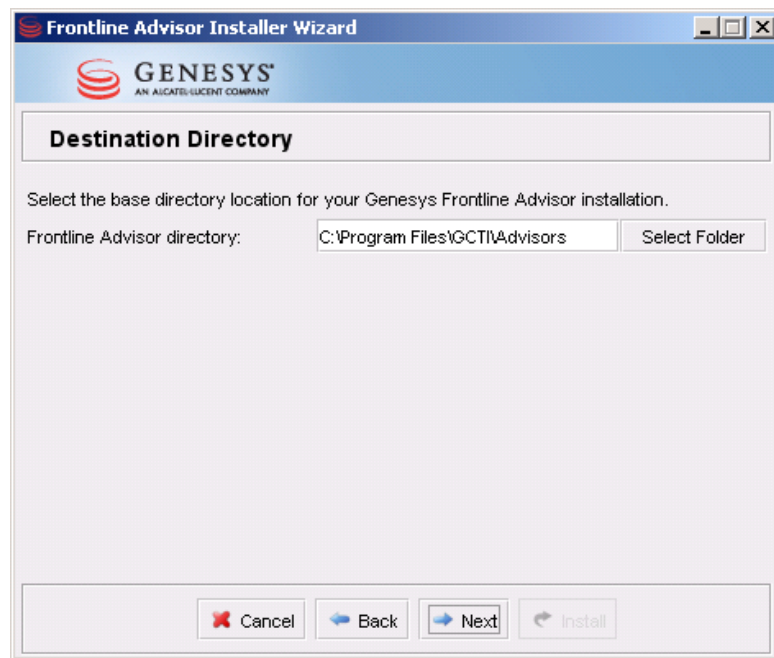 Frontline Advisor Installer Wizard
GENESYS
AN ALCATEL-LUCENT COMPANY
Destination Directory
Select the base directory location for your Genesys Frontline Advisor installation.
Frontline Advisor directory: C:\Program Files\GCTI\Advisors Select Folder
Cancel Back Next Install